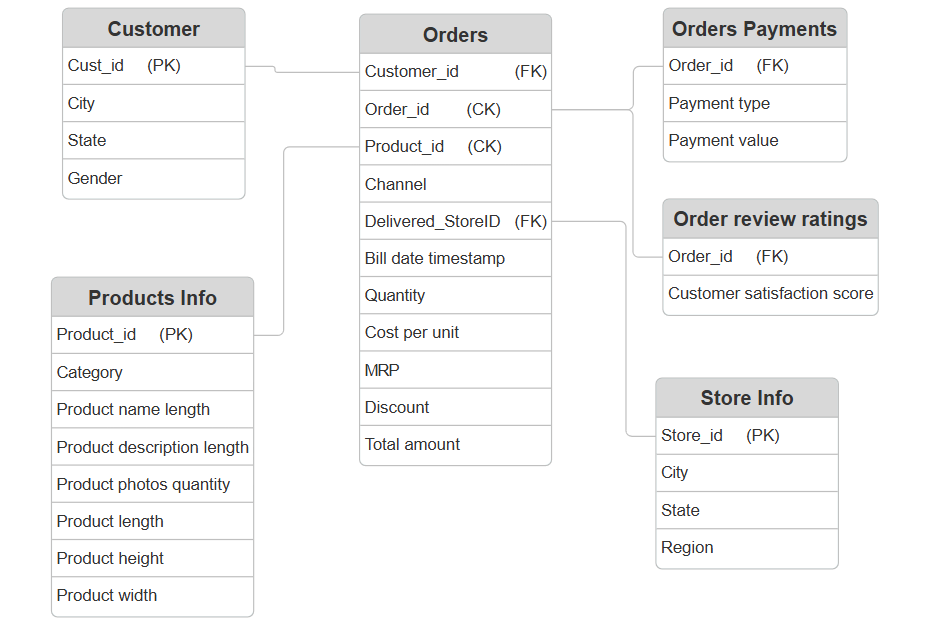 Customer
Cust_id (PK)
City
State
Gender
Products Info
Product_id (PK)
Category
Product name length
Product description length
Product photos quantity
Product length
Product height
Product width
Orders
Customer_id (FK)
Order_id (CK)
Product_id (CK)
Channel
Delivered_StoreID (FK)
Bill date timestamp
Quantity
Cost per unit
MRP
Discount
Total amount
Orders Payments
Order_id (FK)
Payment type
Payment value
Order review ratings
Order_id (FK)
Customer satisfaction score
Store Info
Store_id (PK)
City
State
Region